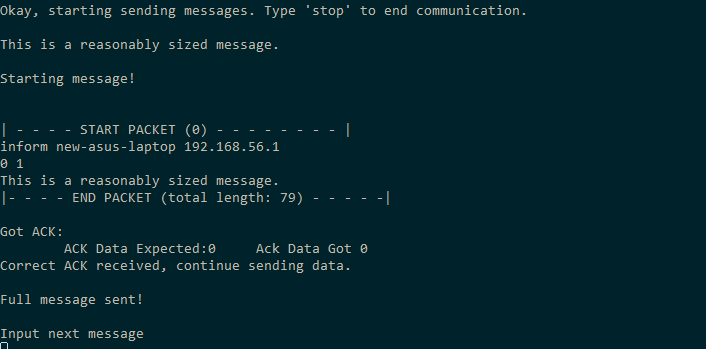 Okay, starting sending messages. Type 'stop' to end communication.
This is a reasonably sized message.
Starting message!
| - - - - START PACKET (0) - - - - - - - - |
inform new-asus-laptop 192.168.56.1
0 1
This is a reasonably sized message.
|- - - - END PACKET (total length: 79) - - - - -|
Got ACK:
ACK Data Expected:0 Ack Data Got 0
Correct ACK received, continue sending data.
Full message sent!
Input next message